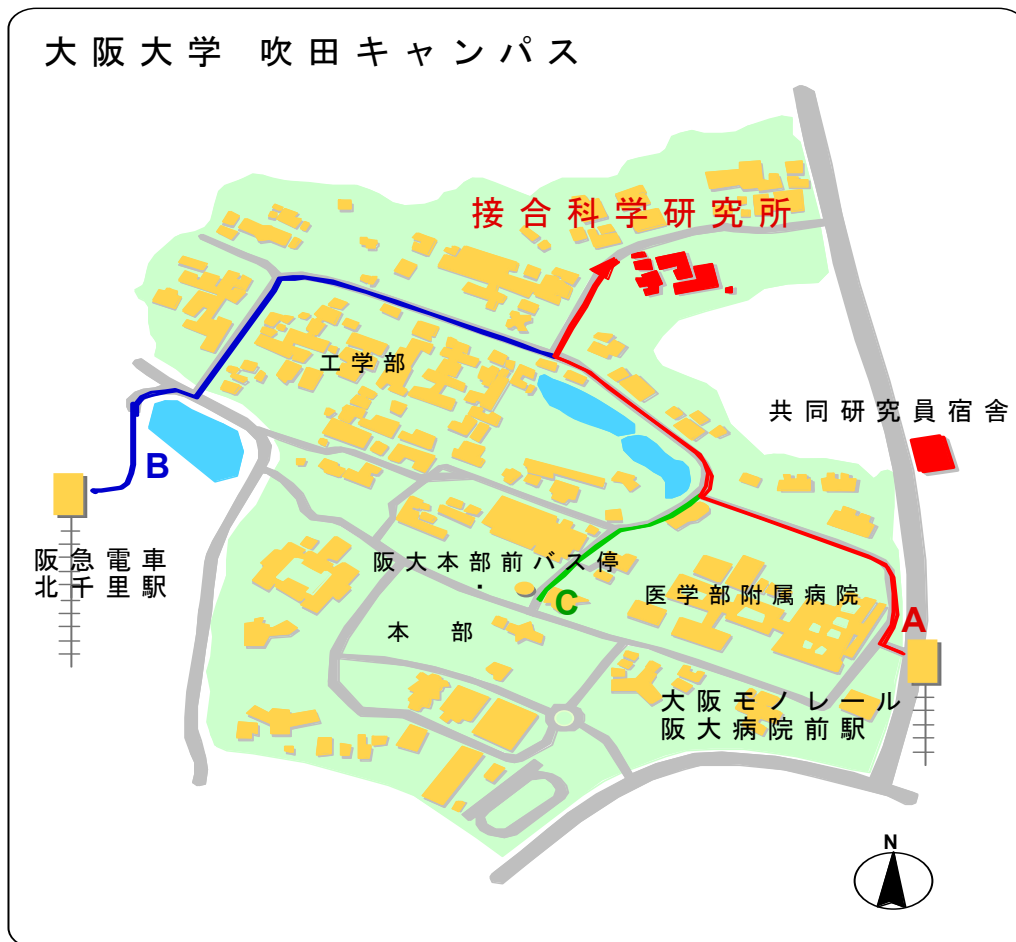 大阪大学 吹田キャンパス
接合科学研究所
工学部
共同研究員宿舎
B
阪急電車
北千里駅
阪大本部前バス停
C
医学部附属病院
A
本 部
大阪モノレール
阪大病院前駅
N